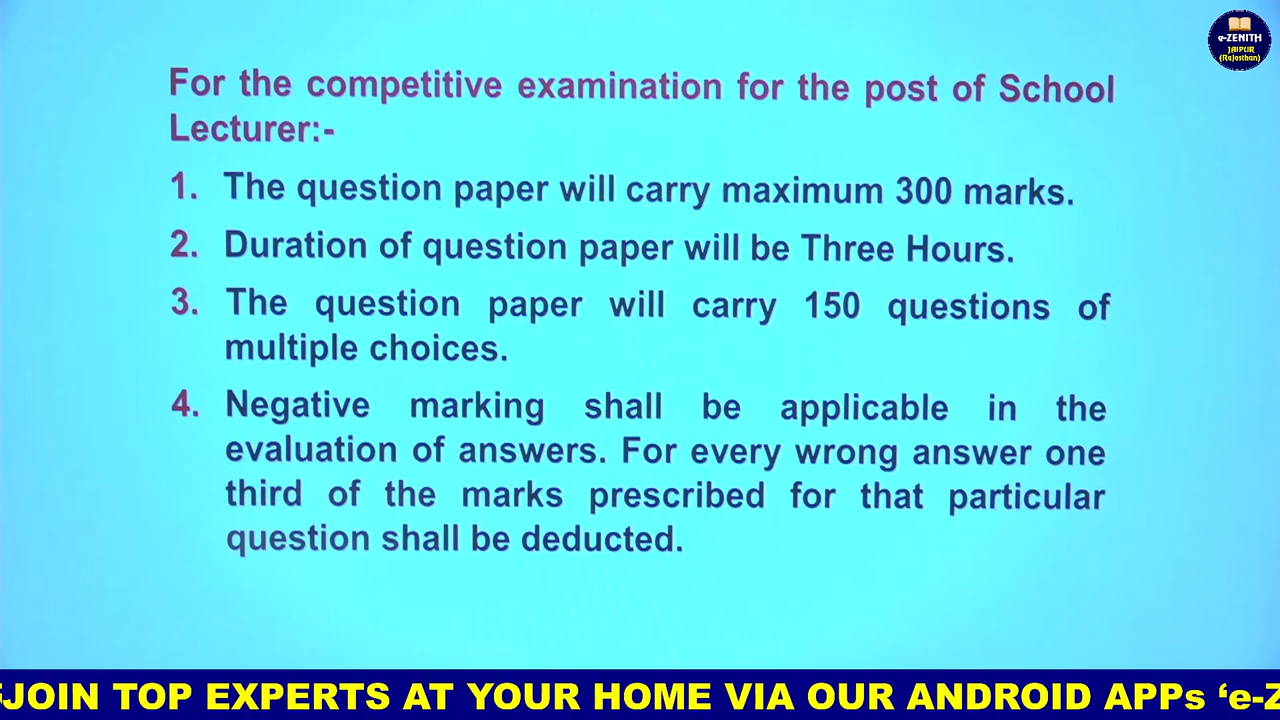 e-ZENITH
JAIPUR
(Rajasthan)
For the competitive examination for the post of School
Lecturer:-
1. The question paper will carry maximum 300 marks.
2. Duration of question paper will be Three Hours.
3. The question paper will carry 150 questions of
multiple choices.
4. Negative marking shall be applicable in the
evaluation of answers. For every wrong answer one
third of the marks prescribed for that particular
question shall be deducted.
JOIN TOP EXPERTS AT YOUR HOME VIA OUR ANDROID APPs ‘e-Z